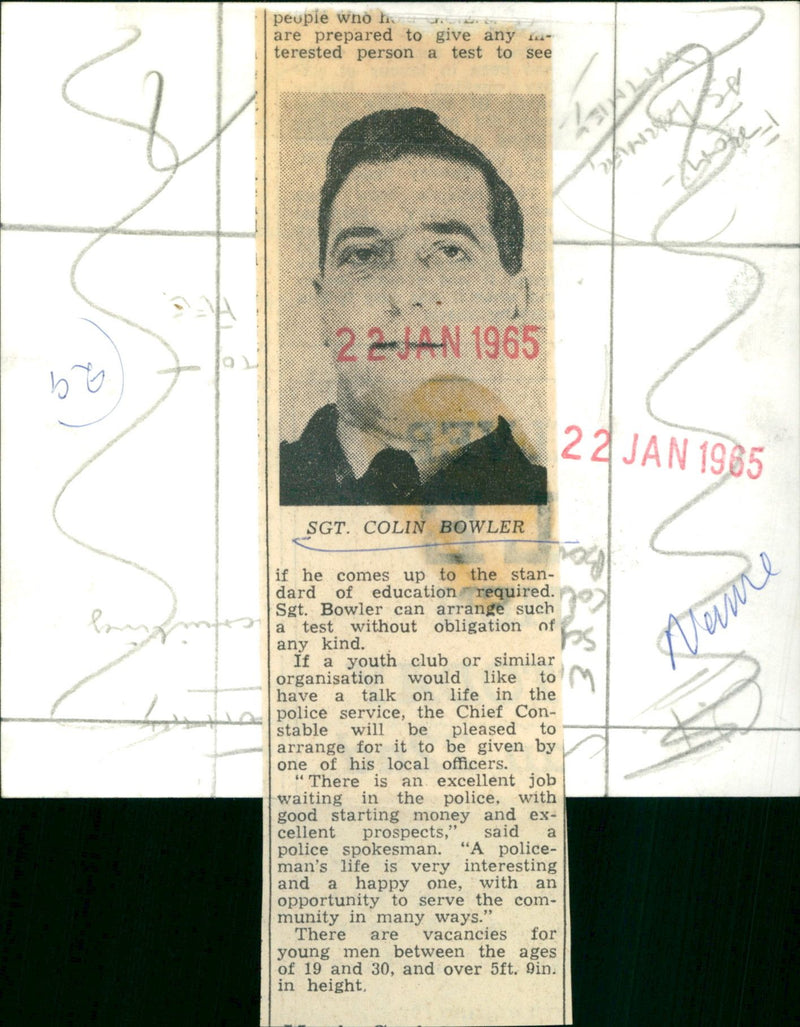 people who
are prepared to give any in-
terested person a test to see
22 JAN 1965
22 JAN 1965
SGT. COLIN BOWLER
if he comes up to the stan-
dard of education required.
Sgt. Bowler can arrange such
a test without obligation of
any kind.
If a youth club or similar
organisation would like to
have a talk on life in the
police service, the Chief Con-
stable will be pleased to
arrange for it to be given by
one of his local officers.
“There is an excellent job
waiting in the police, with
good starting money and ex-
cellent prospects,” said a
police spokesman. “A police-
man's life is very interesting
and a happy one, with an
opportunity to serve the com-
munity in many ways.”
There are vacancies for
young men between the ages
of 19 and 30, and over 5ft. 9in.
in height.
Name